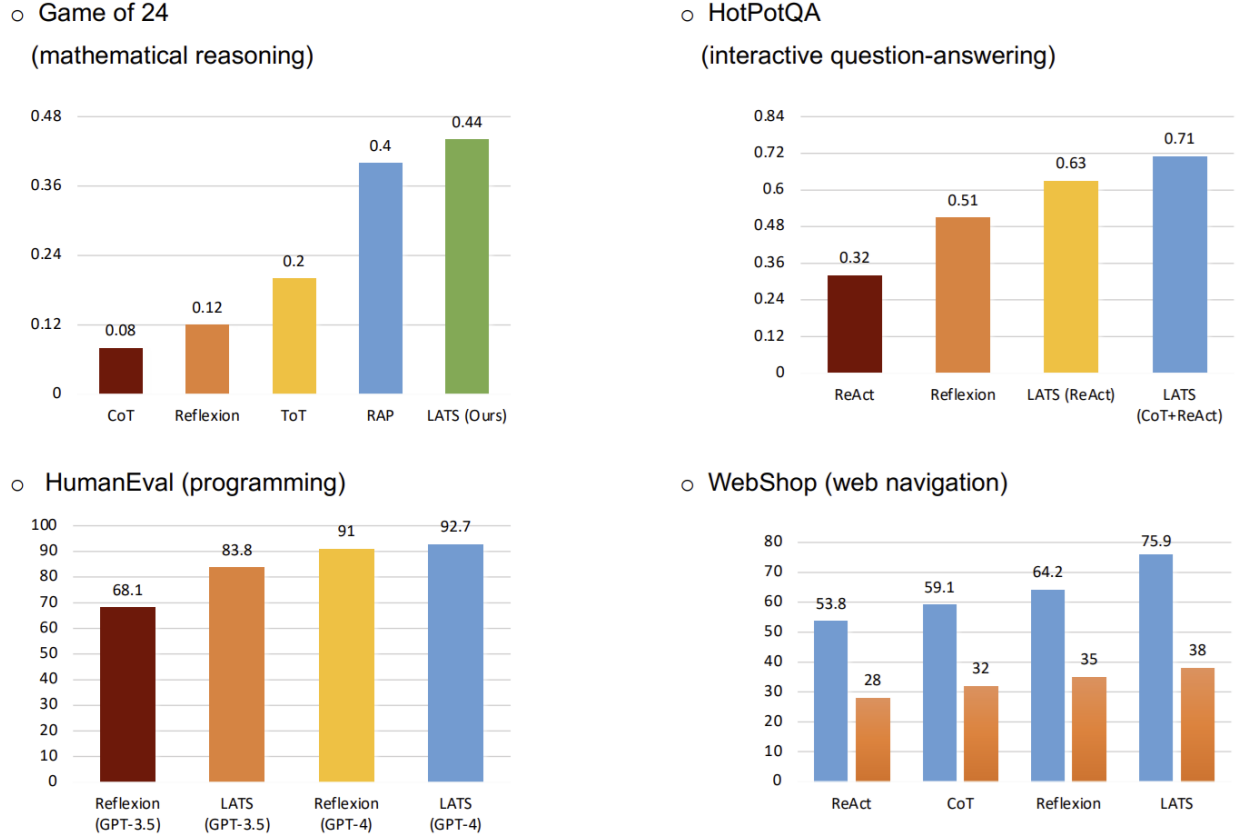 ○ Game of 24
(mathematical reasoning)
0.48
0.36
0.24
0.12
0
0.08
0.12
0.2
0.4
0.44
CoT
Reflexion
ToT
RAP
LATS (Ours)
○ HotPotQA
(interactive question-answering)
0.84
0.72
0.6
0.48
0.36
0.24
0.12
0
0.32
0.51
0.63
0.71
ReAct
Reflexion
LATS (ReAct)
LATS
(CoT+ReAct)
○ HumanEval (programming)
100
90
80
70
60
50
40
30
20
10
0
68.1
83.8
91
92.7
Reflexion
(GPT-3.5)
LATS
(GPT-3.5)
Reflexion
(GPT-4)
LATS
(GPT-4)
○ WebShop (web navigation)
80
70
60
50
40
30
20
10
0
53.8
28
59.1
32
64.2
35
75.9
38
ReAct
CoT
Reflexion
LATS